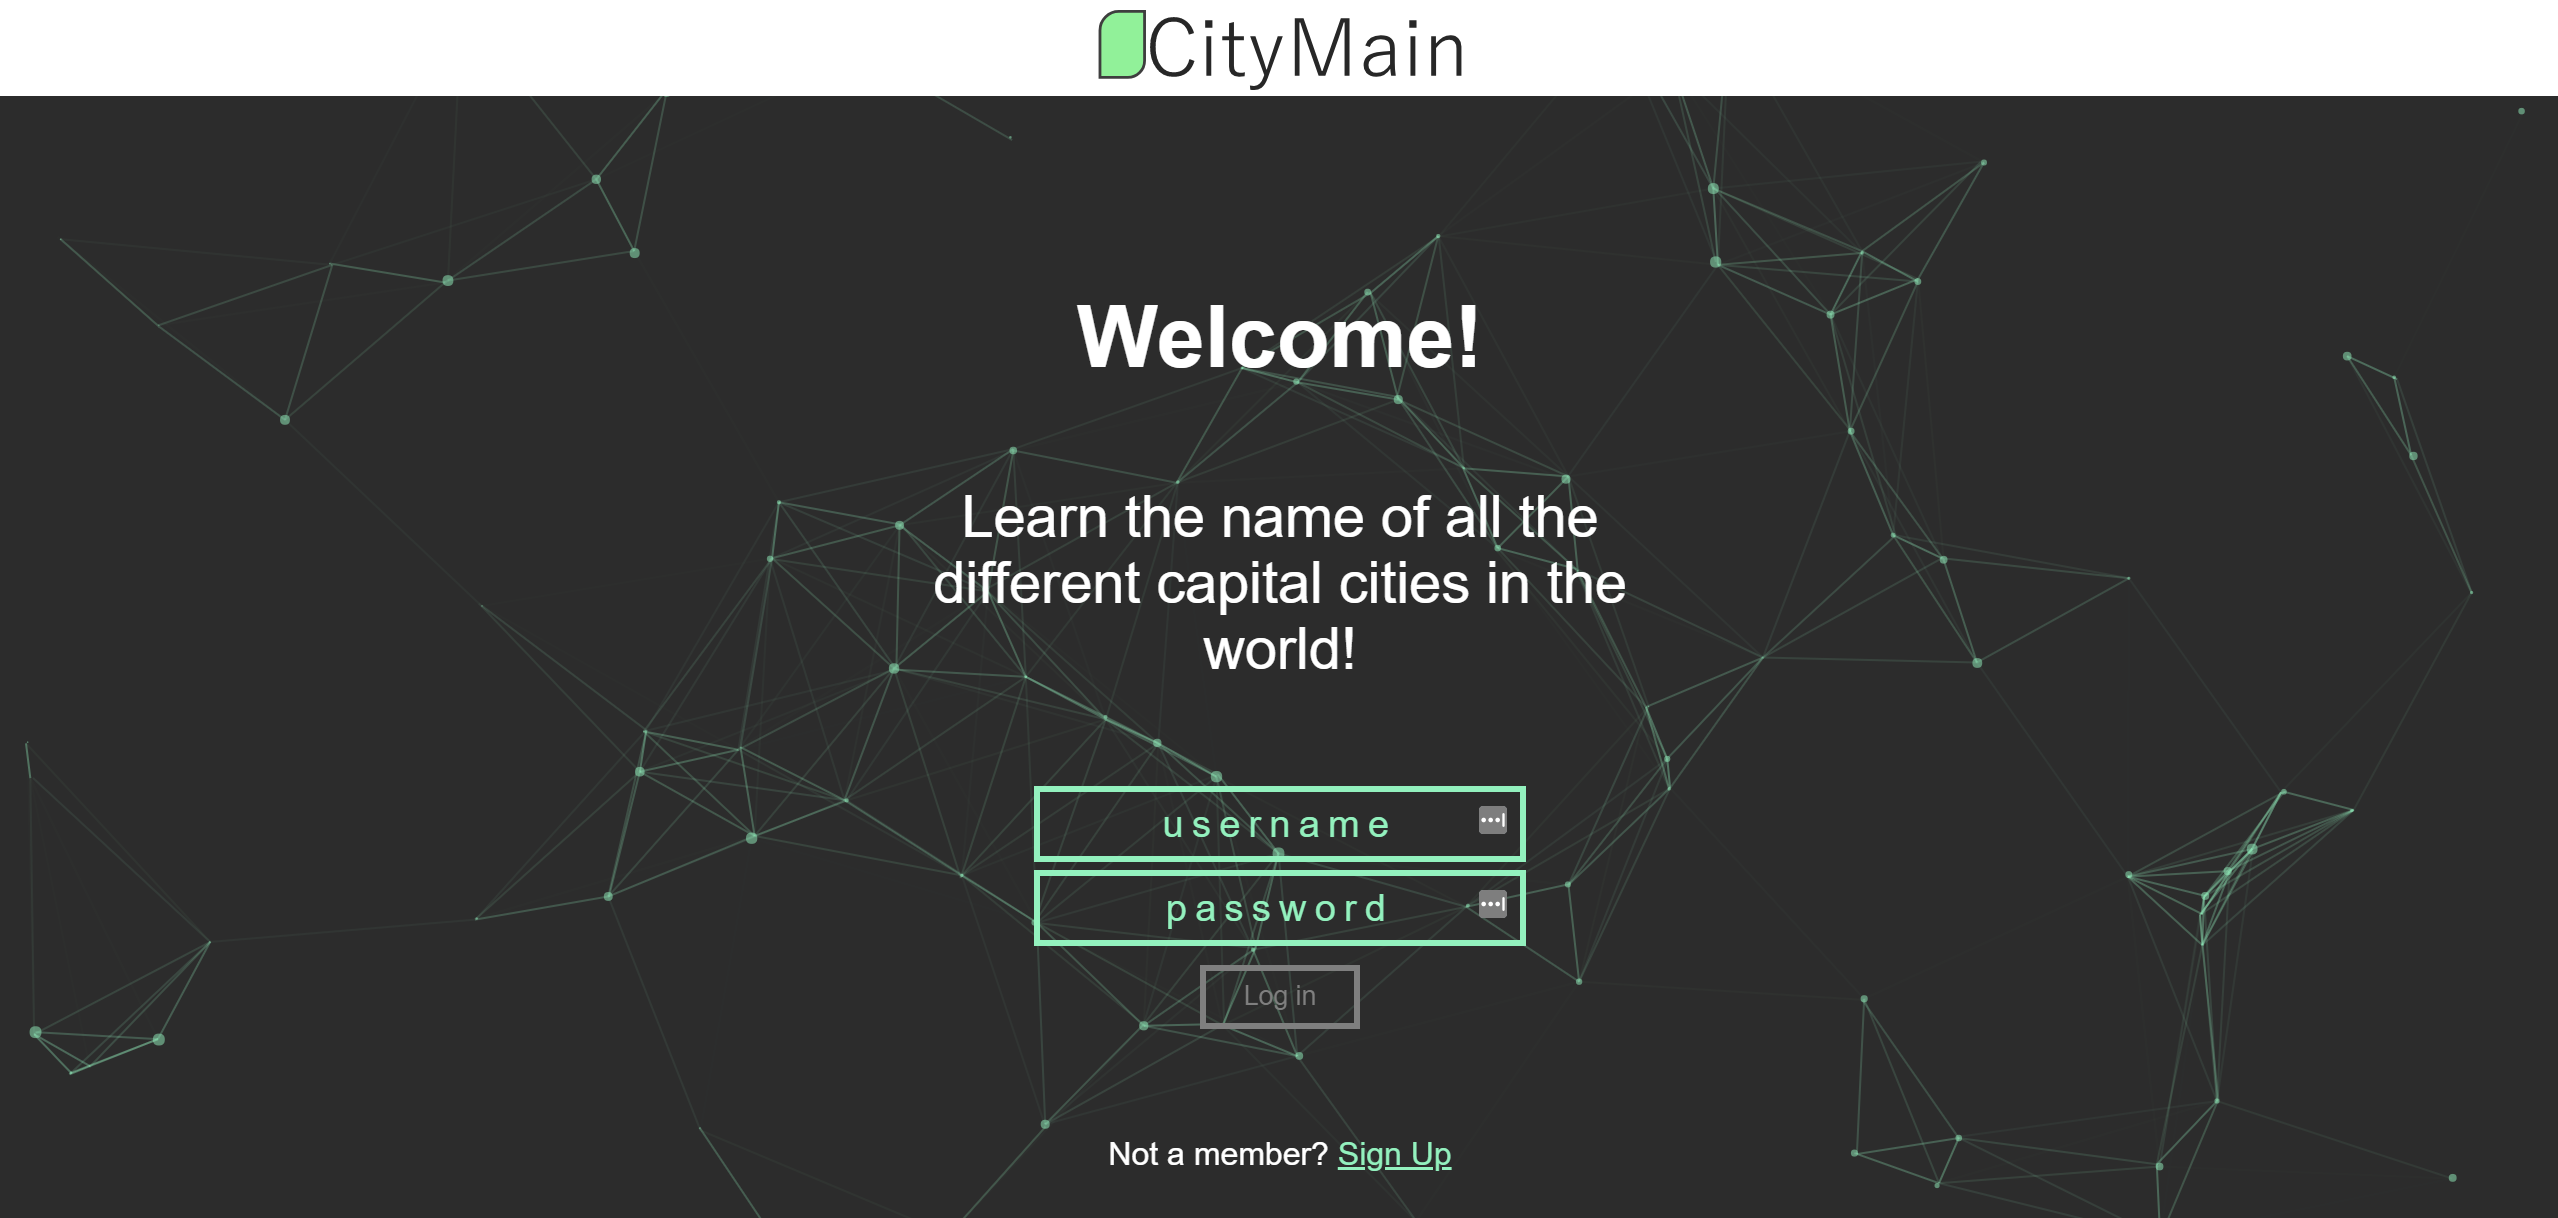 CityMain
Welcome!
Learn the name of all the
different capital cities in the
world!
username
password
Log in
Not a member? Sign Up